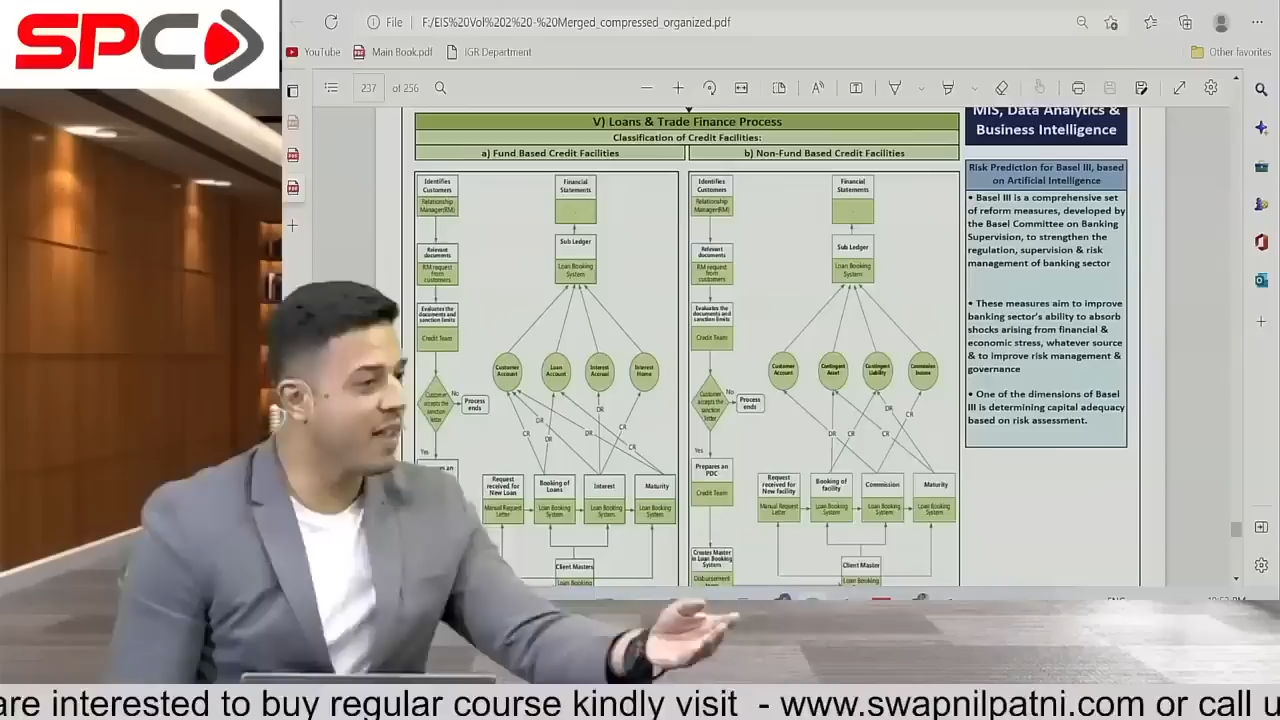 SPC
File
F:/EIS%20Vol%202%20-%20Merged_compressed_organized.pdf
YouTube
Main Book.pdf
IGR Department
Other favorites
237
of 256
V) Loans & Trade Finance Process
Classification of Credit Facilities:
a) Fund Based Credit Facilities
b) Non-Fund Based Credit Facilities
Identifies
Customers
Relationship
Manager(RM)
Relevant
documents
RM request
from
customers
Evaluates the
documents and
sanction limits
Credit Team
Customer
accepts the
sanction
letter
No
Process
ends
Yes
Financial
Statements
Sub Ledger
Loan Booking
System
Customer
Account
Loan
Account
Interest
Accrual
Interest
Income
CR
DR
DR
DR
CR
CR
Request
received for
New Loan
Manual Request
Letter
Booking of
Loans
Loan Booking
System
Interest
Loan Booking
System
Maturity
Loan Booking
System
Client Masters
Loan Booking
Identifies
Customers
Relationship
Manager(RM)
Relevant
documents
RM request
from
customers
Evaluates the
documents and
sanction limits
Credit Team
Customer
accepts the
sanction
letter
No
Process
ends
Yes
Prepares an
PDC
Credit Team
Creates Master
in Loan Booking
System
Disbursement
Financial
Statements
Sub Ledger
Loan Booking
System
Customer
Account
Contingent
Asset
Contingent
Liability
Commission
Income
DR
CR
DR
CR
CR
Request
received for
New facility
Manual Request
Letter
Booking of
facility
Loan Booking
System
Commission
Loan Booking
System
Maturity
Loan Booking
System
Client Master
Loan Booking
MIS, Data Analytics &
Business Intelligence
Risk Prediction for Basel III, based
on Artificial Intelligence
• Basel III is a comprehensive set
of reform measures, developed by
the Basel Committee on Banking
Supervision, to strengthen the
regulation, supervision & risk
management of banking sector
• These measures aim to improve
banking sector's ability to absorb
shocks arising from financial &
economic stress, whatever source
& to improve risk management &
governance
• One of the dimensions of Basel
III is determining capital adequacy
based on risk assessment.
are interested to buy regular course kindly visit - www.swapnilpatni.com or call u